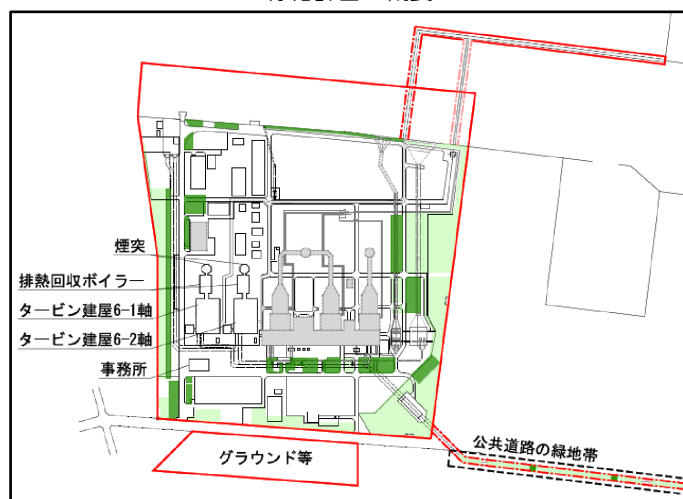 煙突
排熱回収ボイラー
タービン建屋6-1軸
タービン建屋6-2軸
事務所
グラウンド等
公共道路の緑地帯